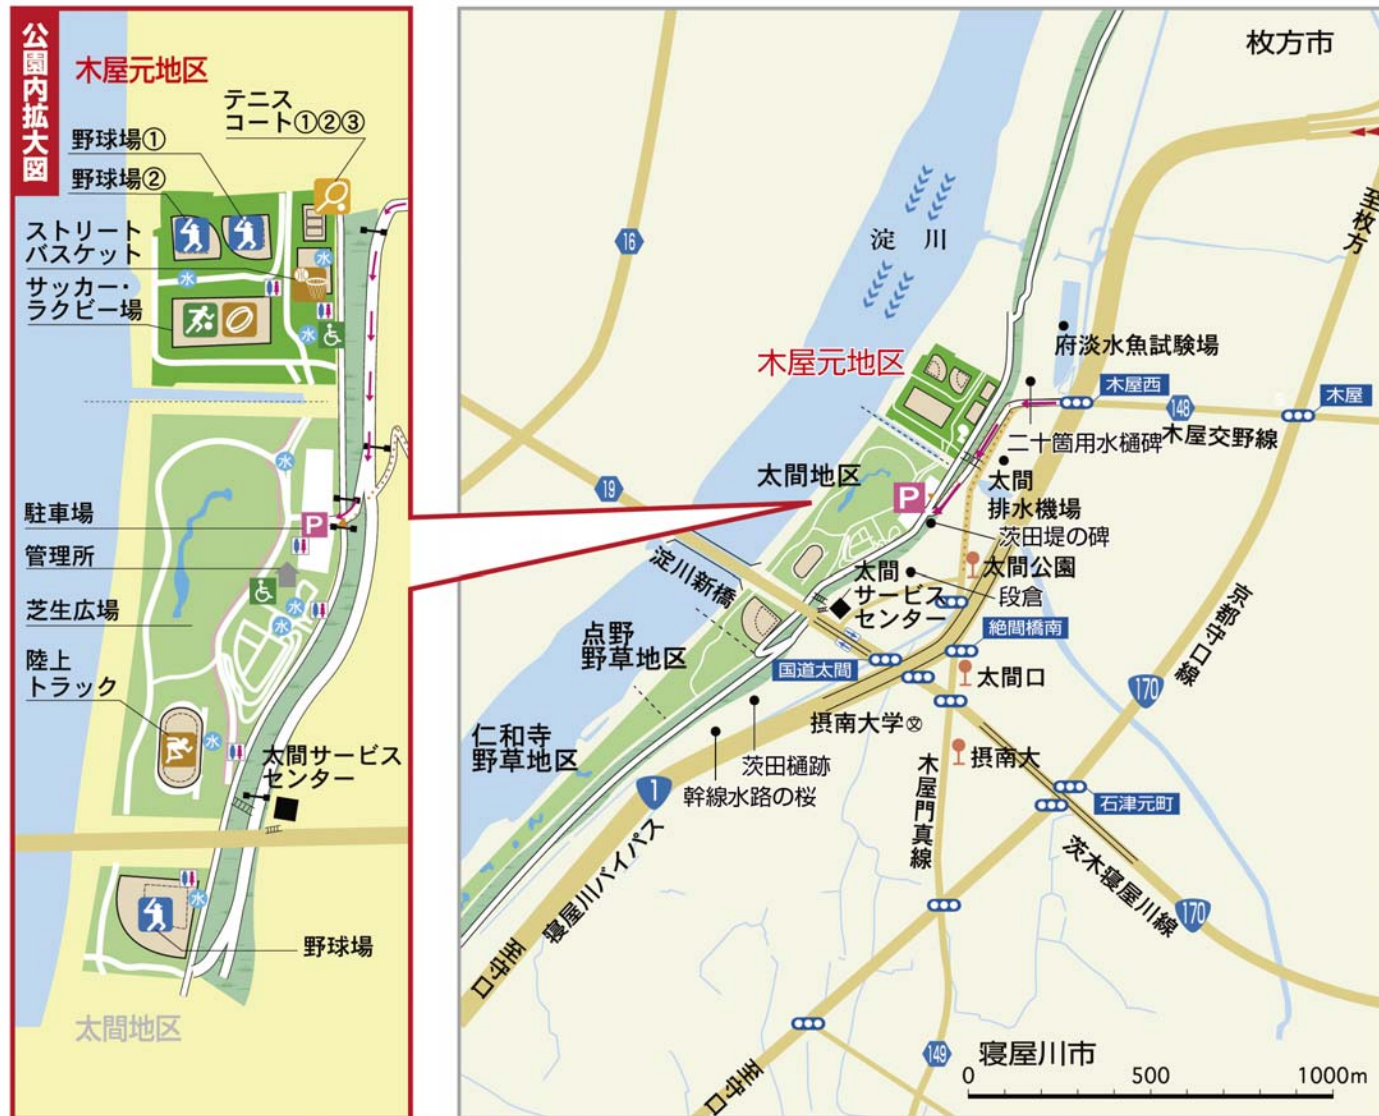 公園内拡大図
木屋元地区
テニス
コート①②③
野球場①
野球場②
ストリート
バスケット
サッカー・
ラクビー場
水
水
水
水
水
駐車場
P
管理所
水
水
芝生広場
陸上
トラック
水
太間サービス
センター
水
野球場
太間地区
枚方市
至枚方
16
淀川
府淡水魚試験場
木屋元地区
木屋西
木屋
148
木屋交野線
二十箇用水樋碑
太間地区
P
太間
排水機場
19
茨田堤の碑
淀川新橋
太間公園
太間
サービス
センター
段倉
京都守口線
点野
野草地区
絶間橋南
国道太間
太間口
170
摂南大学文
仁和寺
野草地区
茨田樋跡
摂南大
幹線水路の桜
1
石津元町
木屋門真線
寝屋川バイパス
茨木寝屋川線
170
至守口
至守口
149
寝屋川市
0 500 1000m